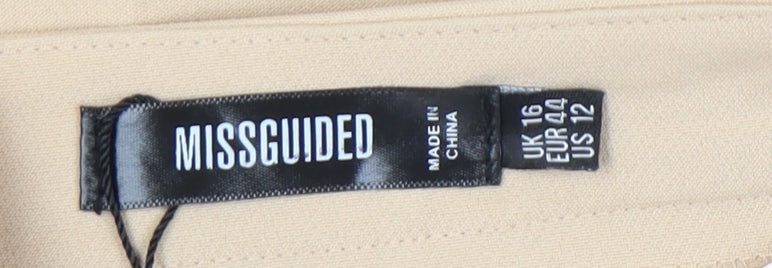 MISSGUIDED
MADE IN
CHINA
UK 16
EUR 44
US 12